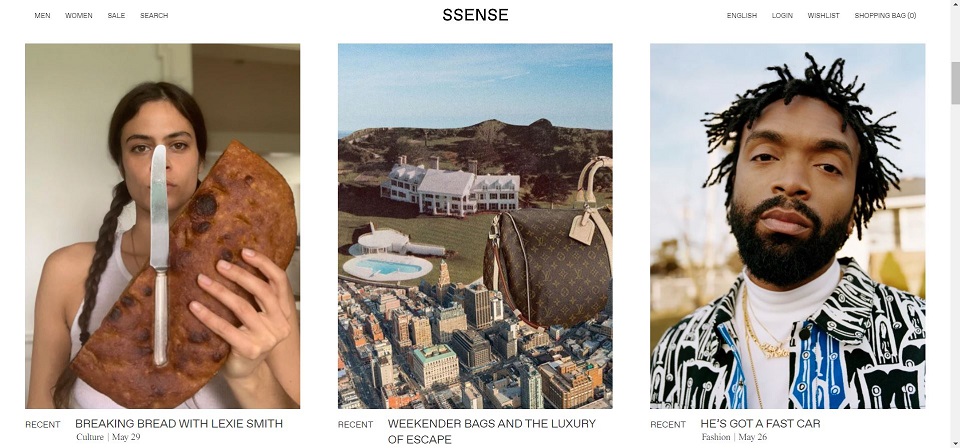 MEN WOMEN SALE SEARCH SSENSE ENGLISH LOGIN WISHLIST SHOPPING BAG (0)
RECENT BREAKING BREAD WITH LEXIE SMITH
Culture | May 29
RECENT WEEKENDER BAGS AND THE LUXURY
OF ESCAPE
RECENT HE'S GOT A FAST CAR
Fashion | May 26